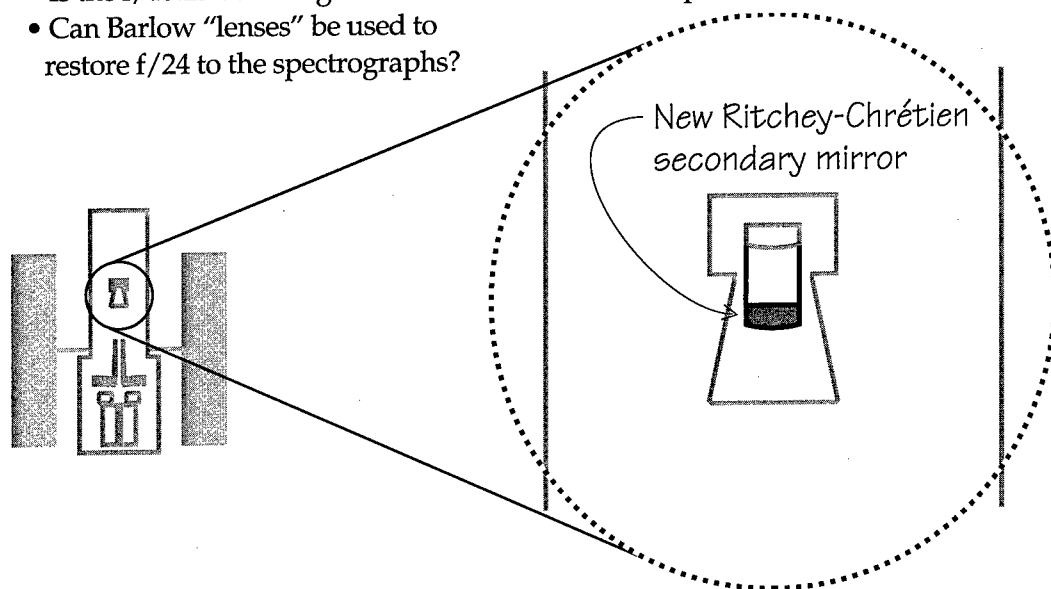 • Can Barlow “lenses” be used to
restore f/24 to the spectrographs?
New Ritchey-Chrétien
secondary mirror